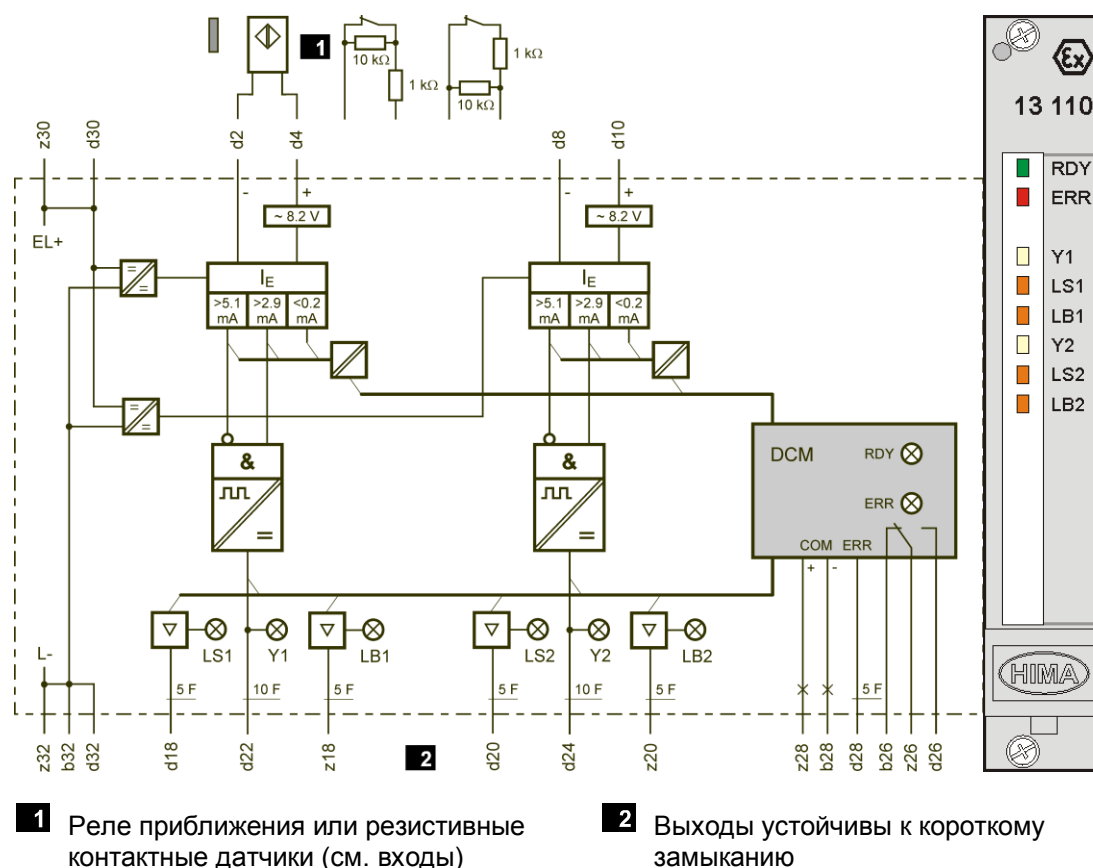 1
10 kΩ
1 kΩ
1 kΩ
10 kΩ
z30
d30
d2
d4
d8
d10
Ex
13 110
EL+
- +
~ 8.2 V
- +
~ 8.2 V
IE
>5.1 mA
>2.9 mA
<0.2 mA
IE
>5.1 mA
>2.9 mA
<0.2 mA
=
=
=
=
&
=
&
=
DCM
RDY
ERR
COM ERR
+ -
LS1
Y1
LB1
LS2
Y2
LB2
L-
5 F
10 F
5 F
5 F
10 F
5 F
5 F
z32
b32
d32
d18
d22
z18
2
d20
d24
z20
z28
b28
d28
b26
z26
d26
RDY
ERR
Y1
LS1
LB1
Y2
LS2
LB2
HIMA
1 Реле приближения или резистивные
контактные датчики (см. входы)
2 Выходы устойчивы к короткому
замыканию